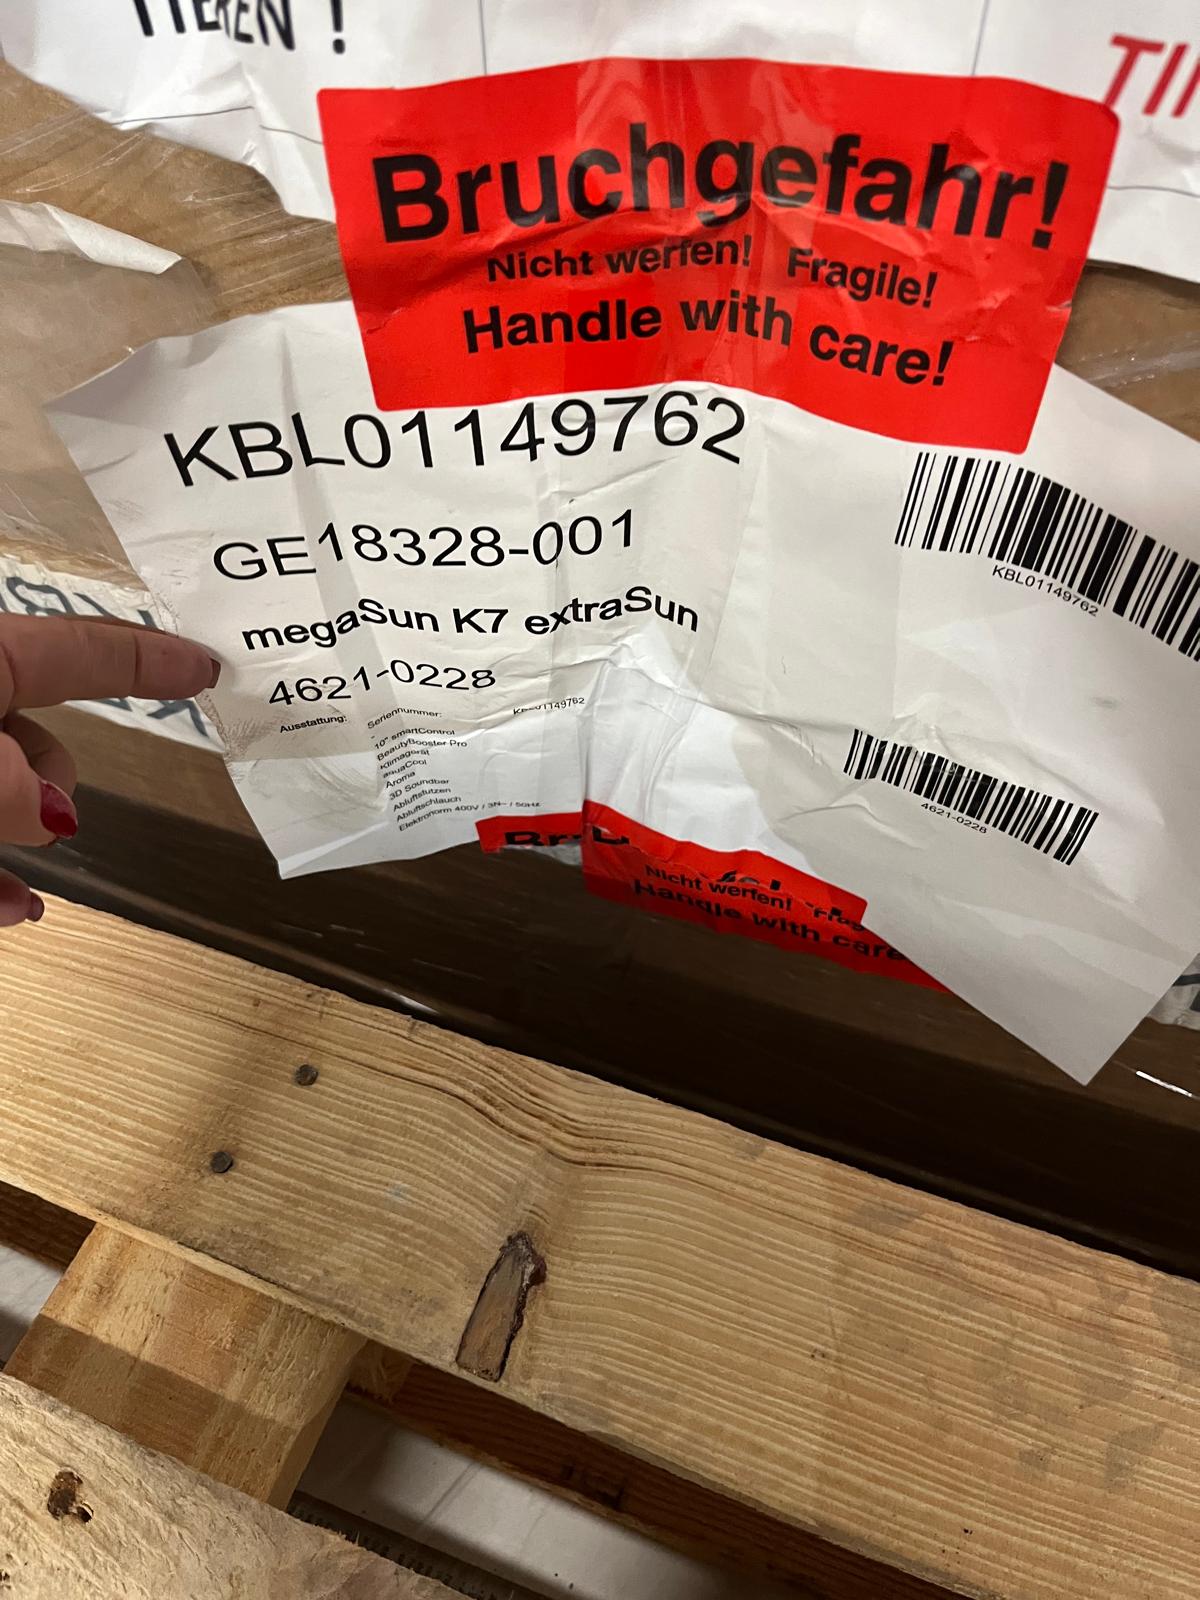 TIEREN !
Bruchgefahr!
Nicht werfen! Fragile!
Handle with care!
KBL01149762
GE18328-001
megaSun K7 extraSun
4621-0228
Ausstattung:
Seriennummer: KBL01149762
-
10" smartControl
BeautyBooster Pro
Klimagerät
aquaCool
Aroma
3D Soundbar
Abluftstutzen
Abluftschlauch
Elektronorm 400V / 3N~ / 50Hz
KBL01149762
4621-0228
Nicht werfen!
Handle with care